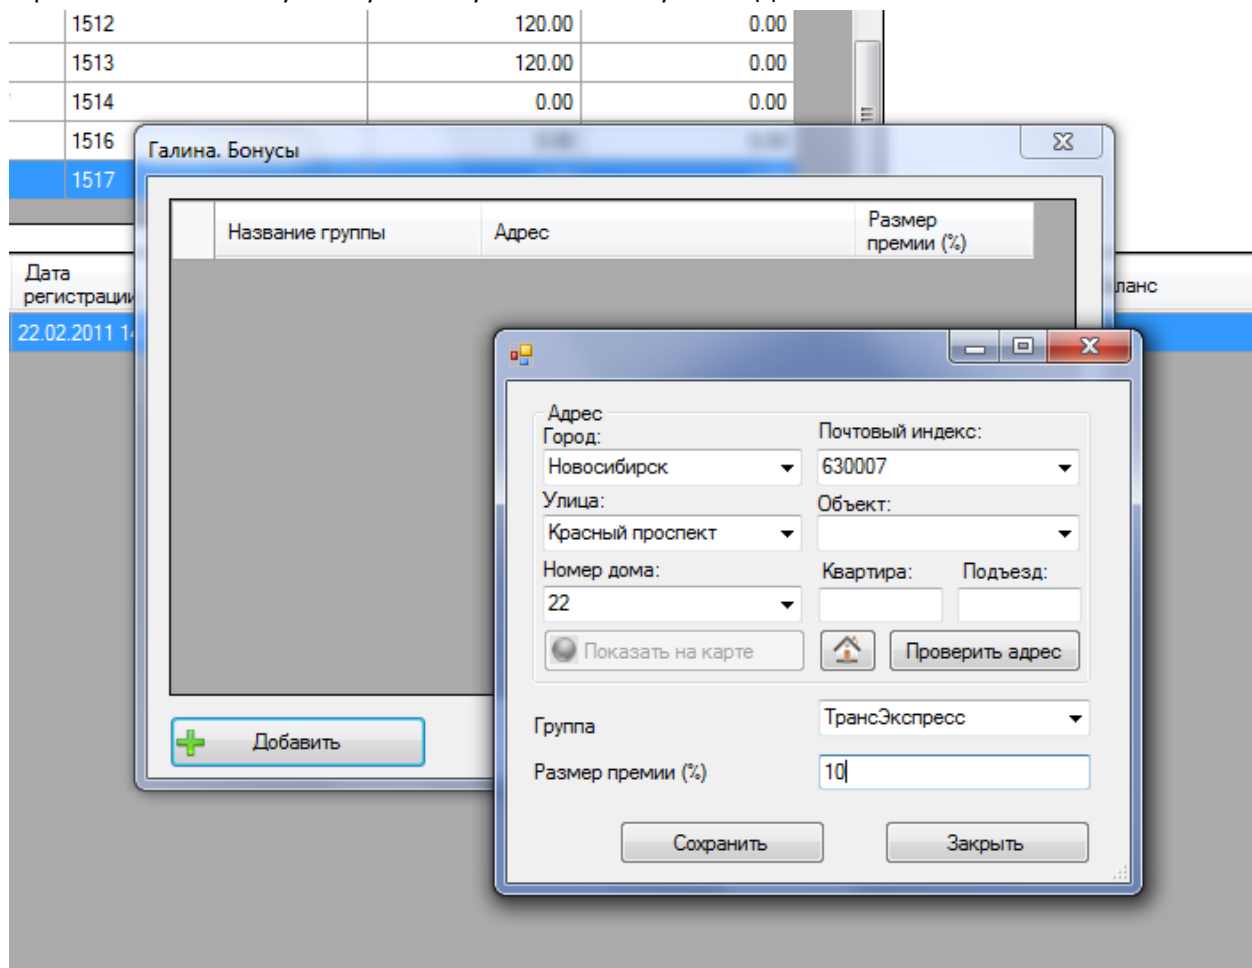 1512 120.00 0.00
1513 120.00 0.00
1514 0.00 0.00
1516
1517
Галина. Бонусы
Название группы Адрес Размер премии (%)
Дата
регистрации
ланс
22.02.2011 1
Адрес
Город: Почтовый индекс:
Новосибирск 630007
Улица: Объект:
Красный проспект
Номер дома: Квартира: Подъезд:
22
Показать на карте Проверить адрес
Группа ТрансЭкспресс
Добавить
Размер премии (%) 10
Сохранить Закрыть